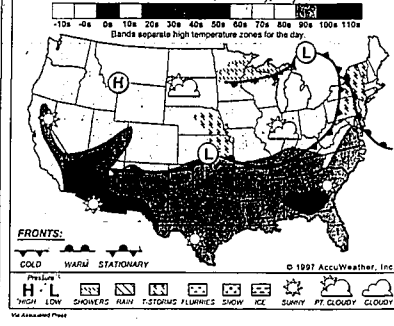 -10s -0s 0s 10s 20s 30s 40s 50s 60s 70s 80s 90s 100s 110s
Bands separate high temperature zones for the day.
L
H
L
FRONTS:
COLD WARM STATIONARY
© 1997 AccuWeather, Inc
Pressure
H L
HIGH LOW SHOWERS RAIN T-STORMS FLURRIES SNOW ICE SUNNY PT. CLOUDY CLOUDY
Via Associated Press